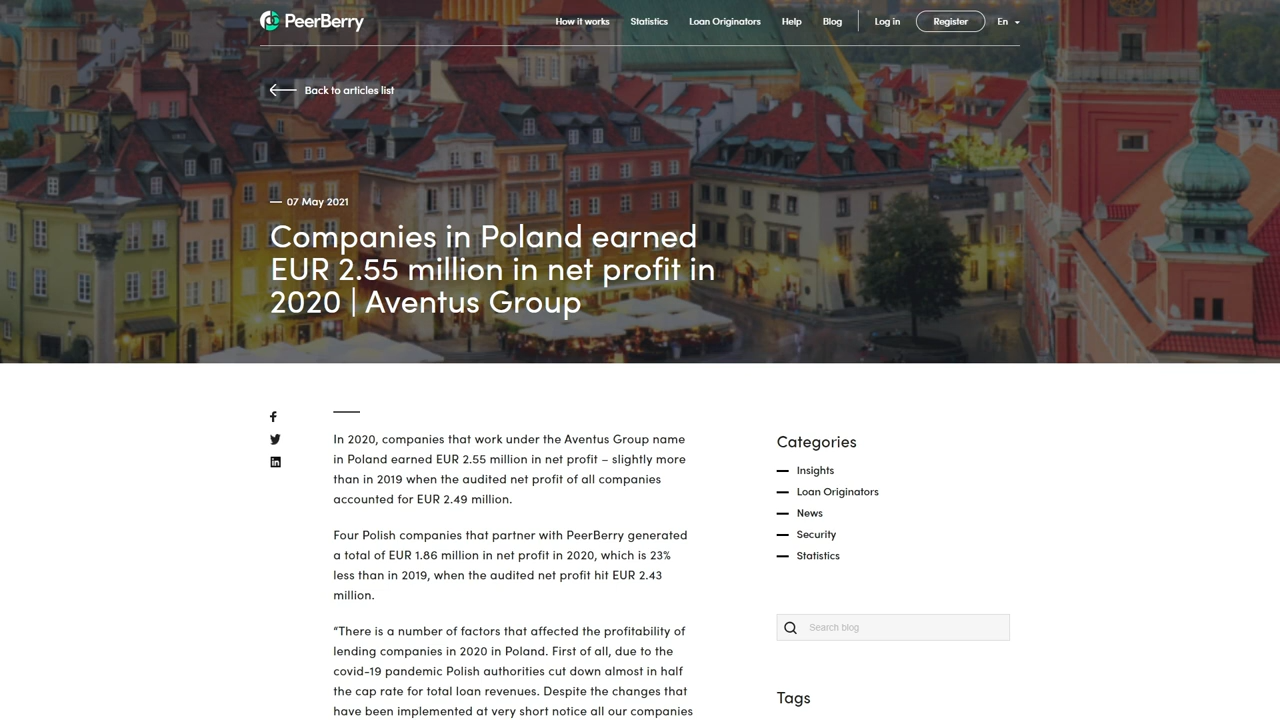 PeerBerry
How it works
Statistics
Loan Originators
Help
Blog
Log in
Register
En
Back to articles list
07 May 2021
Companies in Poland earned
EUR 2.55 million in net profit in
2020 | Aventus Group
In 2020, companies that work under the Aventus Group name
in Poland earned EUR 2.55 million in net profit – slightly more
than in 2019 when the audited net profit of all companies
accounted for EUR 2.49 million.
Four Polish companies that partner with PeerBerry generated
a total of EUR 1.86 million in net profit in 2020, which is 23%
less than in 2019, when the audited net profit hit EUR 2.43
million.
“There is a number of factors that affected the profitability of
lending companies in 2020 in Poland. First of all, due to the
covid-19 pandemic Polish authorities cut down almost in half
the cap rate for total loan revenues. Despite the changes that
have been implemented at very short notice all our companies
Categories
Insights
Loan Originators
News
Security
Statistics
Search blog
Tags